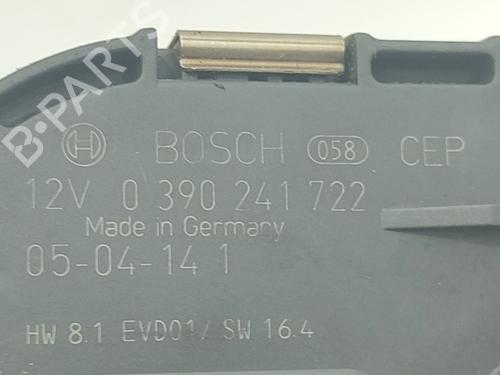 B-PARTS
BOSCH 058 CEP
12V 0 390 241 722
Made in Germany
05-04-14 1
HW 8.1 EVD01/ SW 16.4